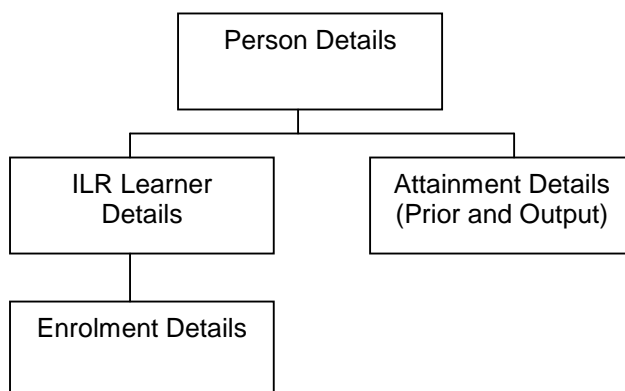 Person Details
ILR Learner
Details
Attainment Details
(Prior and Output)
Enrolment Details